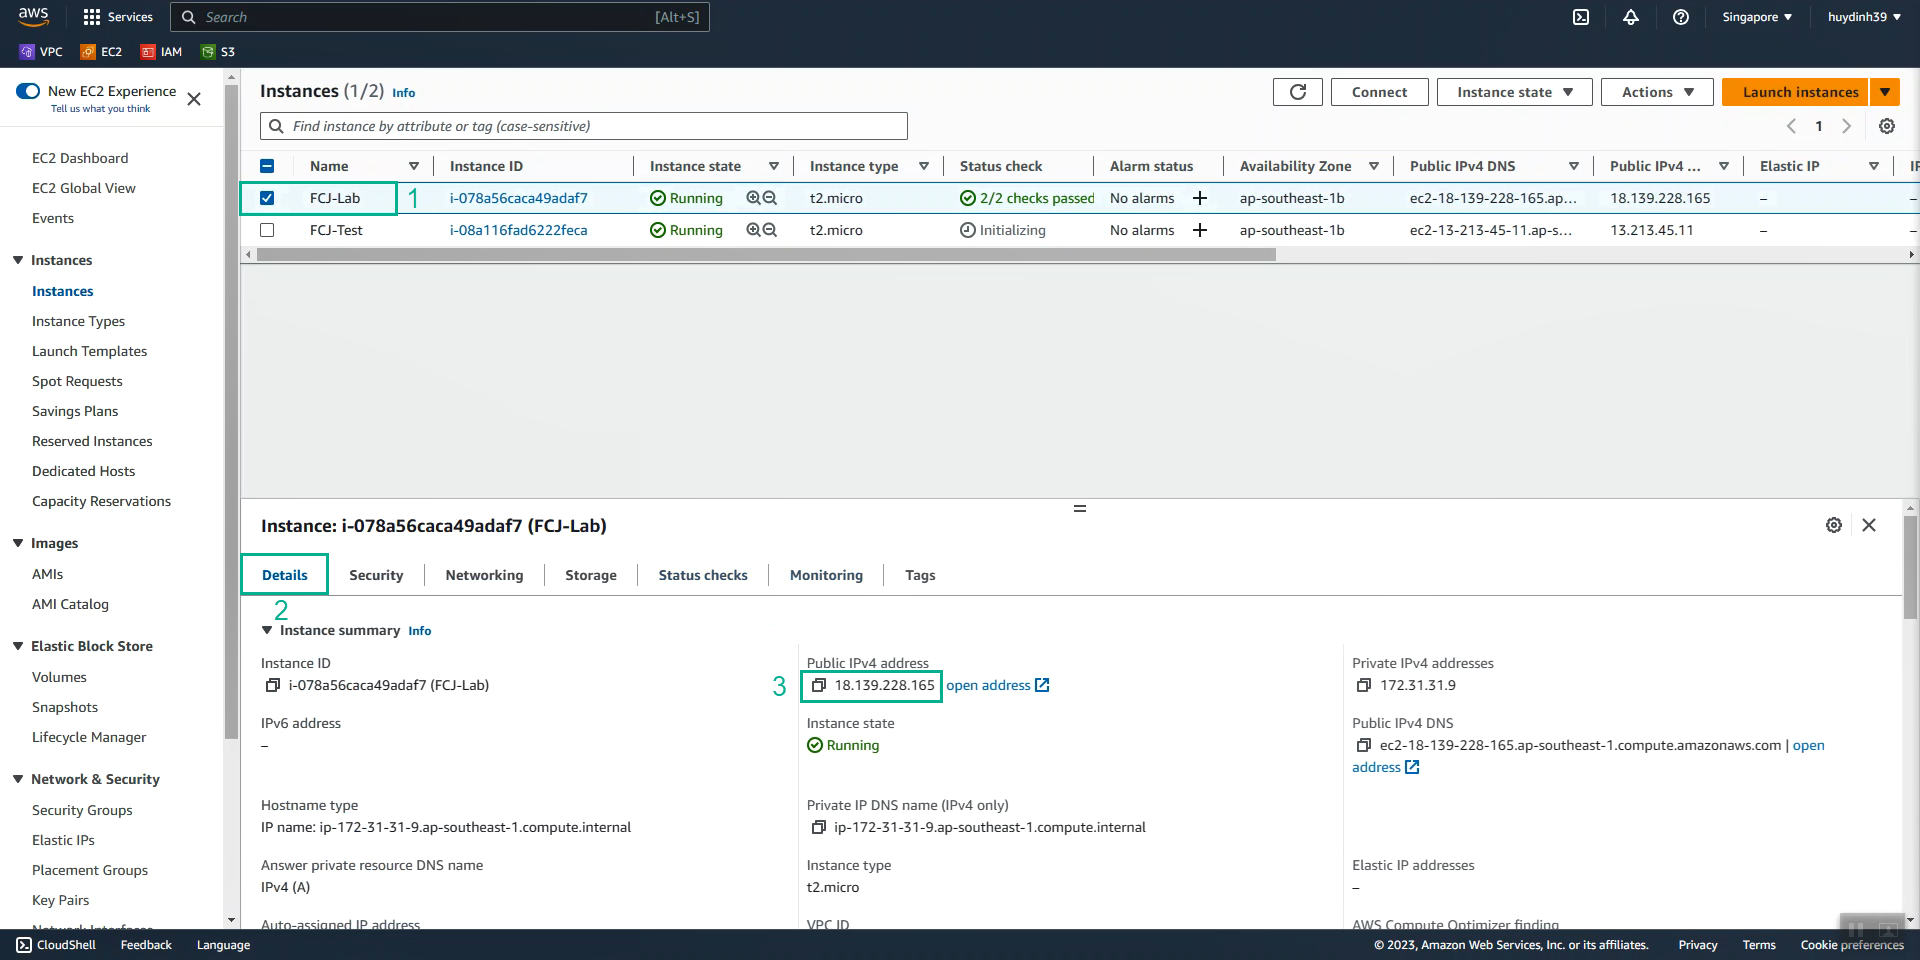 aws
Services
Search
[Alt+S]
Singapore
huydinh39
VPC
EC2
IAM
S3
New EC2 Experience
Tell us what you think
EC2 Dashboard
EC2 Global View
Events
Instances
Instances
Instance Types
Launch Templates
Spot Requests
Savings Plans
Reserved Instances
Dedicated Hosts
Capacity Reservations
Images
AMIs
AMI Catalog
Elastic Block Store
Volumes
Snapshots
Lifecycle Manager
Network & Security
Security Groups
Elastic IPs
Placement Groups
Key Pairs
Network Interfaces
Instances (1/2) Info
Connect
Instance state
Actions
Launch instances
Find instance by attribute or tag (case-sensitive)
1
Name Instance ID Instance state Instance type Status check Alarm status Availability Zone Public IPv4 DNS Public IPv4 ... Elastic IP
FCJ-Lab 1 i-078a56caca49adaf7 Running t2.micro 2/2 checks passed No alarms + ap-southeast-1b ec2-18-139-228-165.ap... 18.139.228.165 –
FCJ-Test i-08a116fad6222feca Running t2.micro Initializing No alarms + ap-southeast-1b ec2-13-213-45-11.ap-s... 13.213.45.11 –
Instance: i-078a56caca49adaf7 (FCJ-Lab)
Details Security Networking Storage Status checks Monitoring Tags
2
Instance summary Info
Instance ID
i-078a56caca49adaf7 (FCJ-Lab)
Public IPv4 address
3 18.139.228.165 open address
Private IPv4 addresses
172.31.31.9
IPv6 address
–
Instance state
Running
Public IPv4 DNS
ec2-18-139-228-165.ap-southeast-1.compute.amazonaws.com | open
address
Hostname type
IP name: ip-172-31-31-9.ap-southeast-1.compute.internal
Private IP DNS name (IPv4 only)
ip-172-31-31-9.ap-southeast-1.compute.internal
Answer private resource DNS name
IPv4 (A)
Instance type
t2.micro
Elastic IP addresses
–
Auto-assigned IP address
VPC ID
AWS Compute Optimizer finding
CloudShell
Feedback
Language
© 2023, Amazon Web Services, Inc. or its affiliates.
Privacy
Terms
Cookie preferences